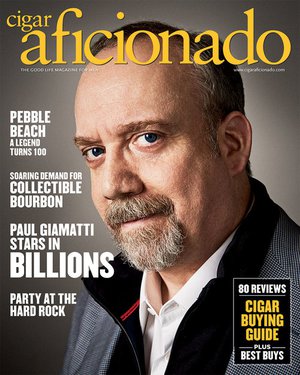 cigar
aficionado
THE GOOD LIFE MAGAZINE FOR MEN
www.cigaraficionado.com
PEBBLE
BEACH
A LEGEND
TURNS 100
SOARING DEMAND FOR
COLLECTIBLE
BOURBON
PAUL GIAMATTI
STARS IN
BILLIONS
PARTY AT THE
HARD ROCK
80 REVIEWS
CIGAR
BUYING
GUIDE
PLUS
BEST BUYS